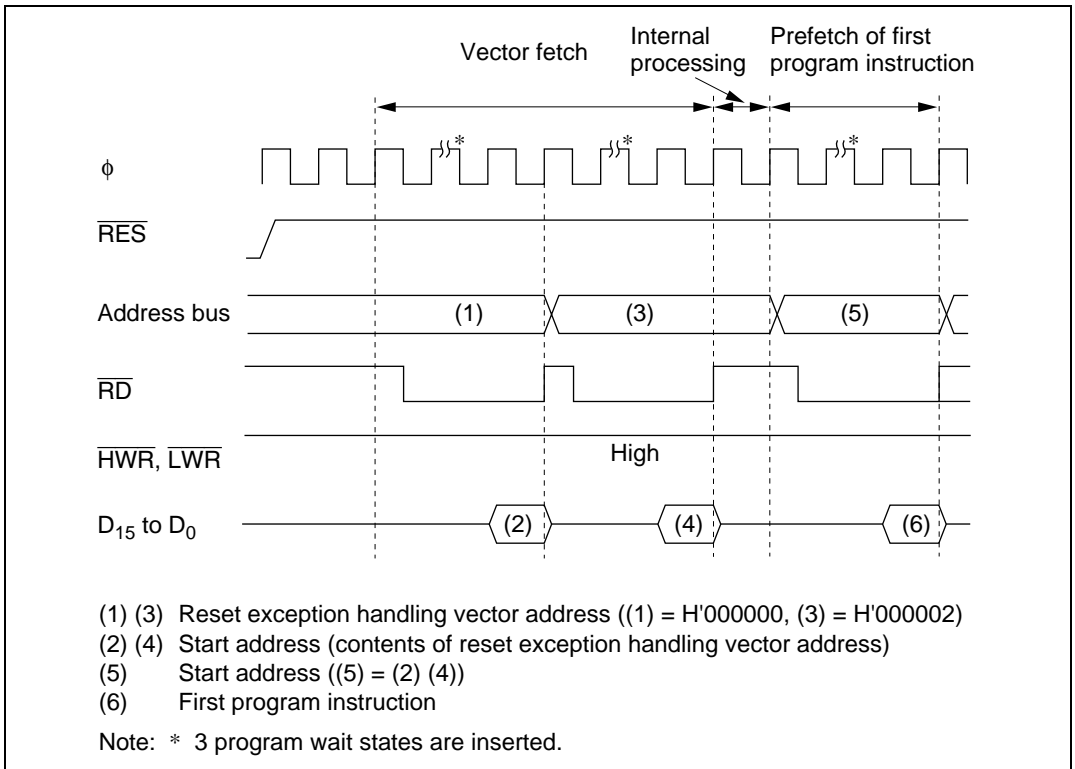 Vector fetch
Internal
processing
Prefetch of first
program instruction
* * *
ϕ
RES
Address bus
(1) (3) (5)
RD
HWR, LWR
High
D15 to D0
(2) (4) (6)
(1) (3) Reset exception handling vector address ((1) = H'000000, (3) = H'000002)
(2) (4) Start address (contents of reset exception handling vector address)
(5) Start address ((5) = (2) (4))
(6) First program instruction
Note: * 3 program wait states are inserted.